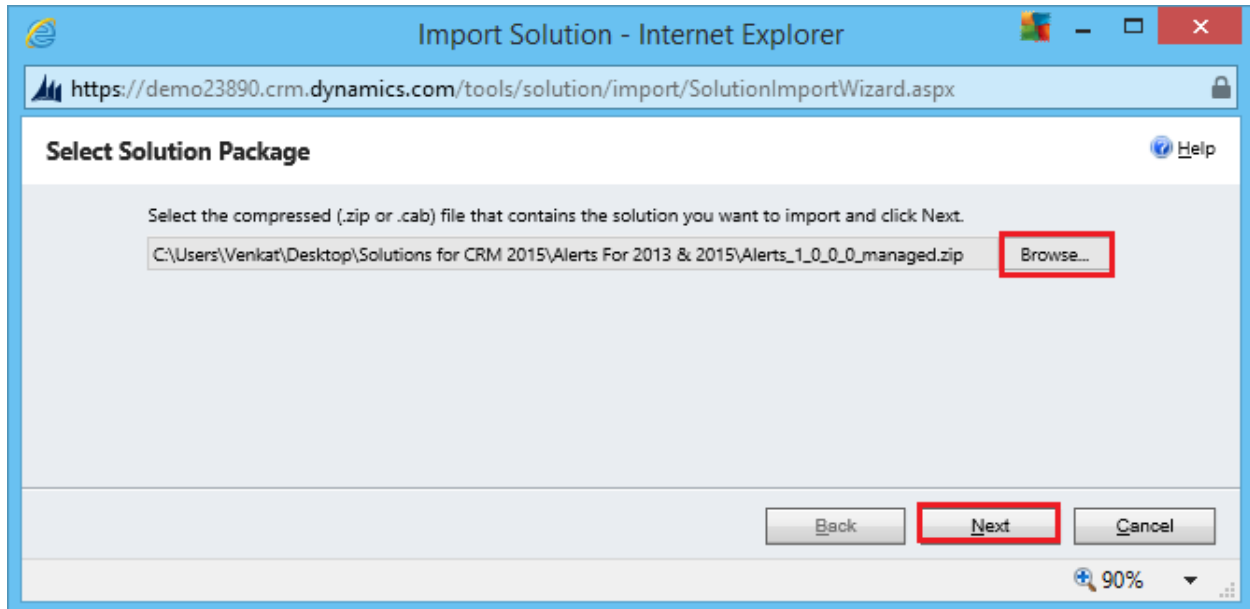 Import Solution - Internet Explorer
https://demo23890.crm.dynamics.com/tools/solution/import/SolutionImportWizard.aspx
Select Solution Package
Help
Select the compressed (.zip or .cab) file that contains the solution you want to import and click Next.
C:\Users\Venkat\Desktop\Solutions for CRM 2015\Alerts For 2013 & 2015\Alerts_1_0_0_0_managed.zip Browse...
Back Next Cancel
90%